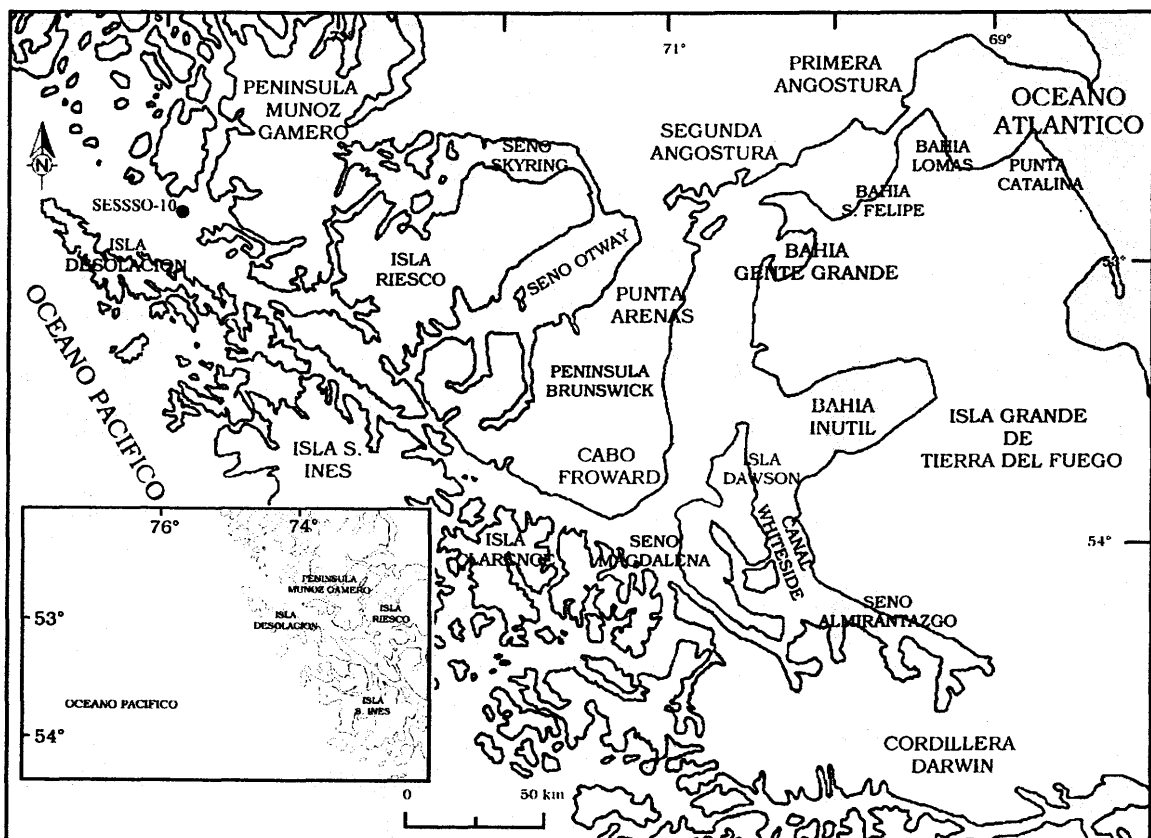 71°
69°
PRIMERA
ANGOSTURA
OCEANO
ATLANTICO
PENINSULA
MUNOZ
GAMERO
SEGUNDA
ANGOSTURA
SENO
SKYRING
BAHIA
LOMAS
PUNTA
CATALINA
N
BAHIA
S. FELIPE
SESSSO-10
ISLA
DESOLACION
ISLA
RIESCO
SENO OTWAY
BAHIA
GENTE GRANDE
53°
PUNTA
ARENAS
OCEANO PACIFICO
PENINSULA
BRUNSWICK
BAHIA
INUTIL
ISLA GRANDE
DE
TIERRA DEL FUEGO
ISLA S.
INES
CABO
FROWARD
ISLA
DAWSON
CANAL
WHITESIDE
54°
ISLA
CLARENCE
SENO
MAGDALENA
SENO
ALMIRANTAZGO
CORDILLERA
DARWIN
76°
74°
PENINSULA
MUNOZ GAMERO
53°
ISLA
DESOLACION
ISLA
RIESCO
OCEANO PACIFICO
ISLA
S. INES
54°
0
50 km